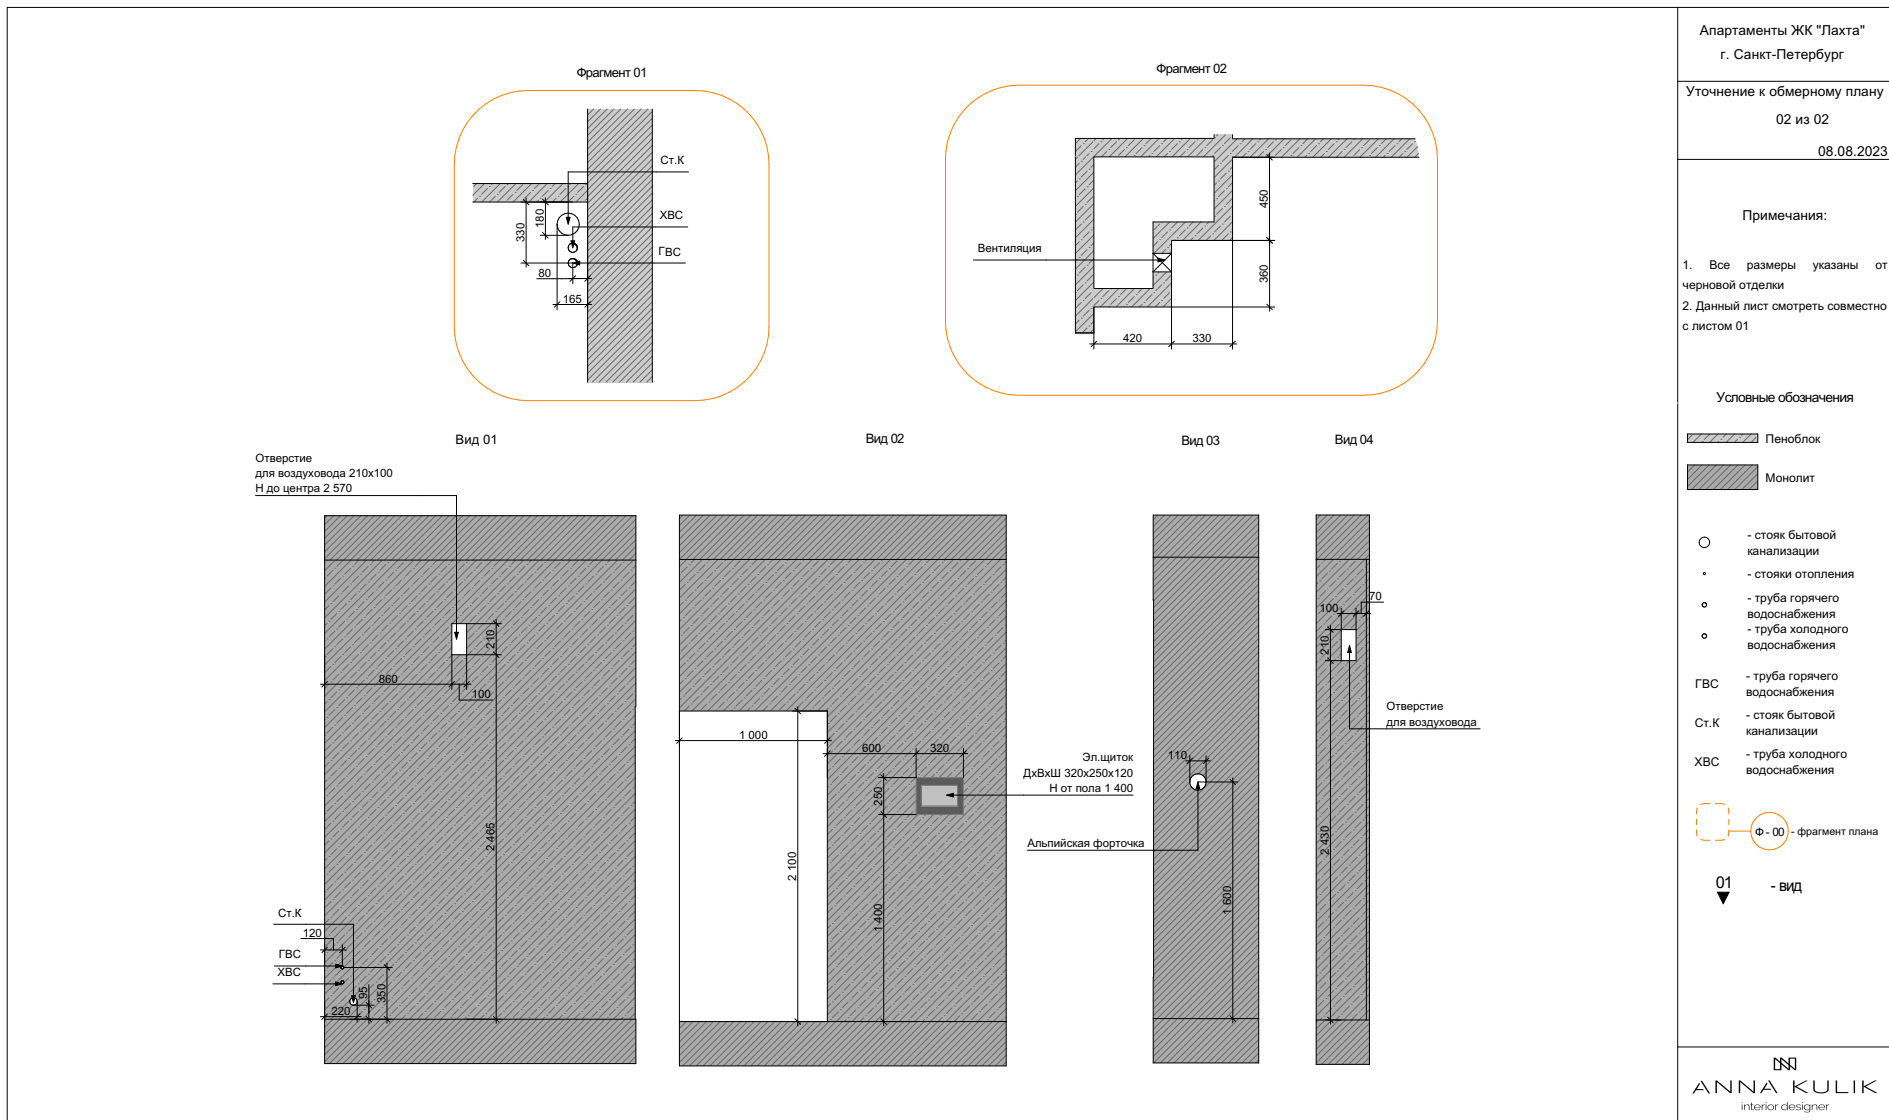 Фрагмент 01
Ст.К
ХВС
ГВС
180
330
80
165
Фрагмент 02
Вентиляция
450
360
420
330
Вид 01
Отверстие
для воздуховода 210х100
Н до центра 2 570
210
860
100
2 465
Ст.К
120
ГВС
ХВС
95
350
220
Вид 02
1 000
600
320
250
2 100
1 400
Эл.щиток
ДхВхШ 320х250х120
Н от пола 1 400
Вид 03
110
Альпийская форточка
1 600
Вид 04
70
100
210
2 430
Отверстие
для воздуховода
Апартаменты ЖК "Лахта"
г. Санкт-Петербург
Уточнение к обмерному плану
02 из 02
08.08.2023
Примечания:
1. Все размеры указаны от
черновой отделки
2. Данный лист смотреть совместно
с листом 01
Условные обозначения
Пеноблок
Монолит
- стояк бытовой
канализации
- стояки отопления
- труба горячего
водоснабжения
- труба холодного
водоснабжения
ГВС - труба горячего
водоснабжения
Ст.К - стояк бытовой
канализации
ХВС - труба холодного
водоснабжения
Ф - 00 - фрагмент плана
01 - вид
ANNA KULIK
interior designer